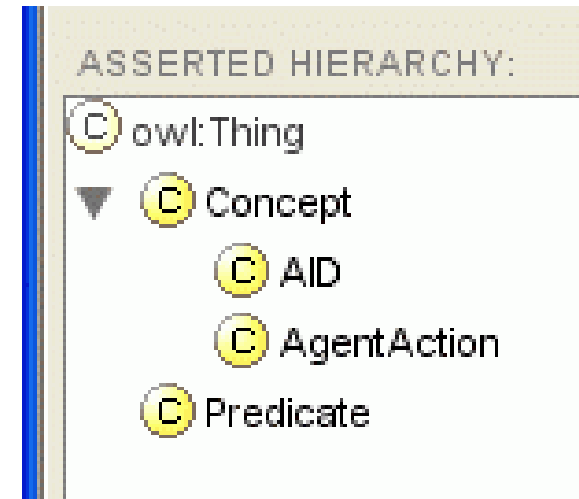 ASSERTED HIERARCHY:
C owl:Thing
C Concept
C AID
C AgentAction
C Predicate